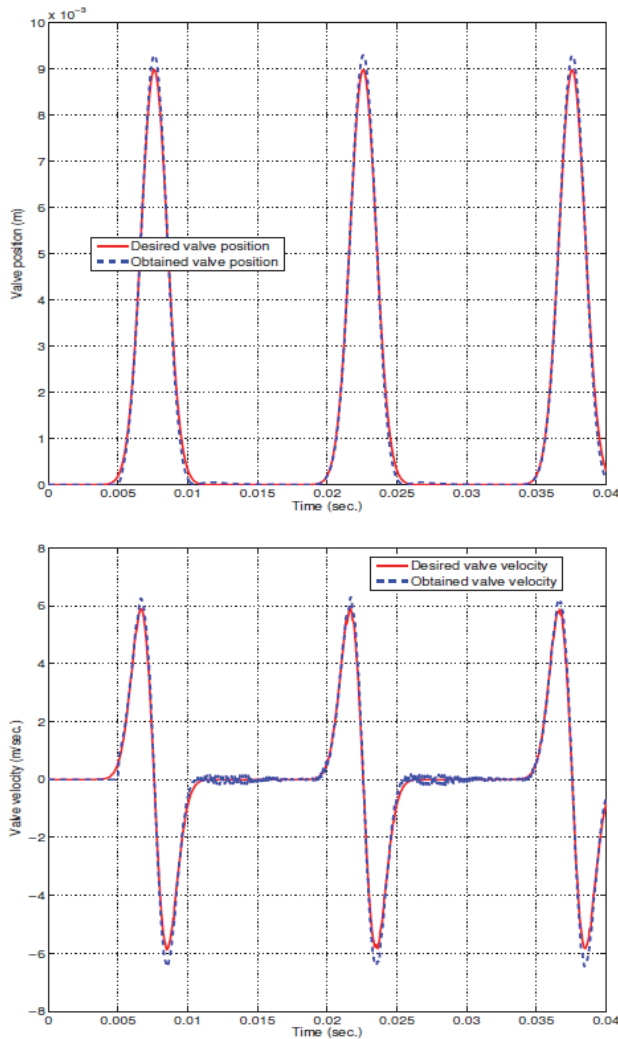 x 10⁻³
10
9
8
7
6
5
4
3
2
1
0
Valve position (m)
Desired valve position
Obtained valve position
0 0.005 0.01 0.015 0.02 0.025 0.03 0.035 0.04
Time (sec.)
8
6
4
2
0
−2
−4
−6
−8
Valve velocity (m/sec.)
Desired valve velocity
Obtained valve velocity
0 0.005 0.01 0.015 0.02 0.025 0.03 0.035 0.04
Time (sec.)